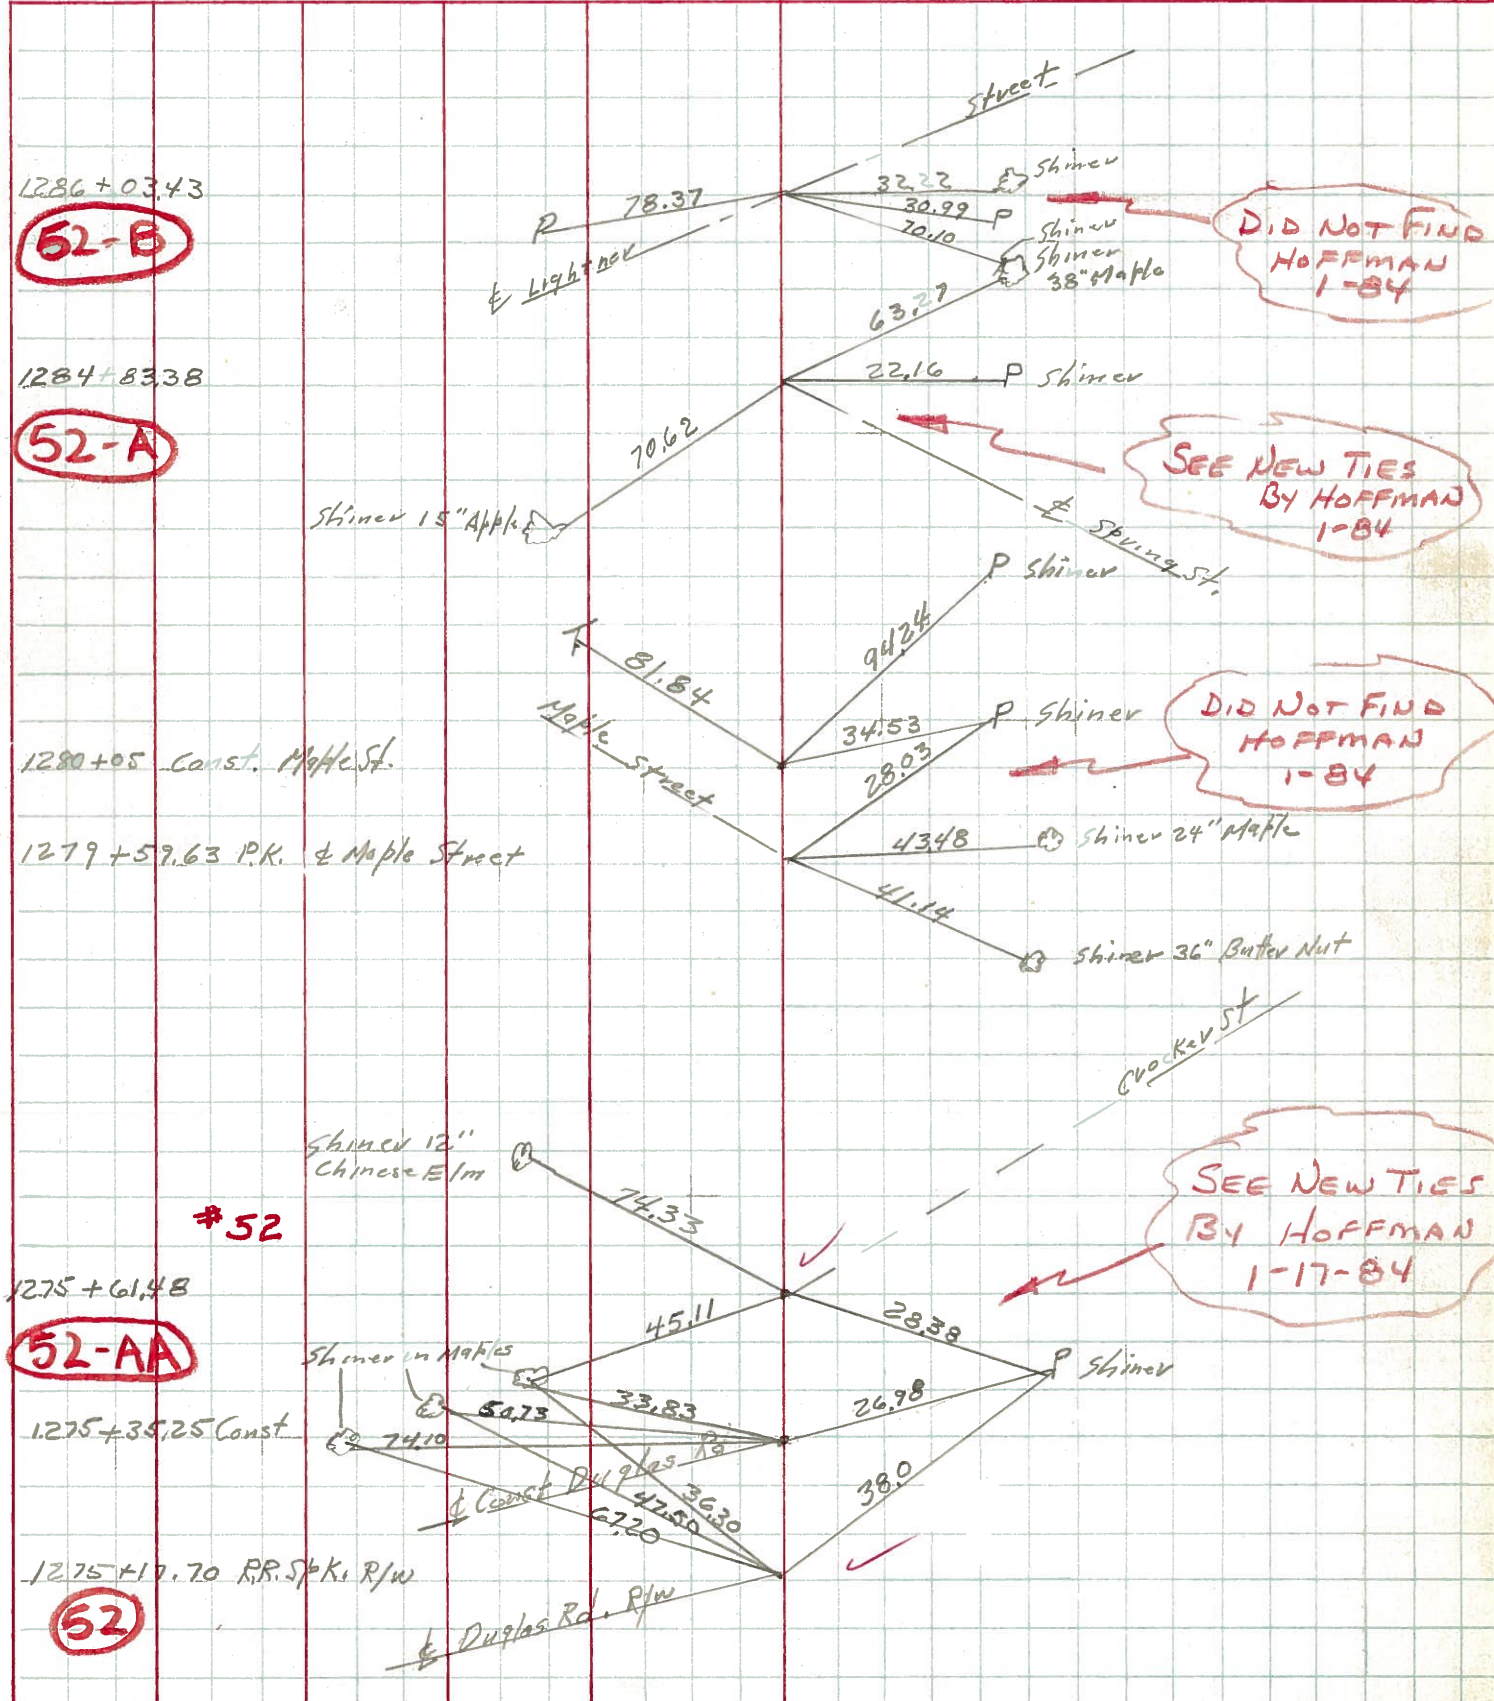 Street
1286 + 03.43
78.37
32.22
Shiner
30.99
P
P
70.10
Shiner
Shiner
38" Maple
52-B
DID NOT FIND
HOFFMAN
1-84
℄ Lightner
63.27
1284 + 83.38
22.16
P Shiner
52-A
70.62
SEE NEW TIES
BY HOFFMAN
1-84
Shiner 15" Apple
℄ Spring St.
P Shiner
T
81.84
94.24
Maple Street
34.53
P Shiner
28.03
DID NOT FIND
HOFFMAN
1-84
1280+05 Const. Maple St.
1279+59.63 P.K. ℄ Maple Street
43.48
Shiner 24" Maple
41.14
Shiner 36" Butter Nut
Crocker St
Shiner 12"
Chinese Elm
74.33
#52
SEE NEW TIES
BY HOFFMAN
1-17-84
1275+61.48
45.11
28.38
52-AA
Shiner in Maples
P Shiner
33.83
26.98
50.73
1275+35.25 Const
74.10
℄ Const Duglas Rd
38.0
36.30
47.50
67.20
1275+17.70 R.R. Spk. R/W
52
℄ Duglas Rd. R/W